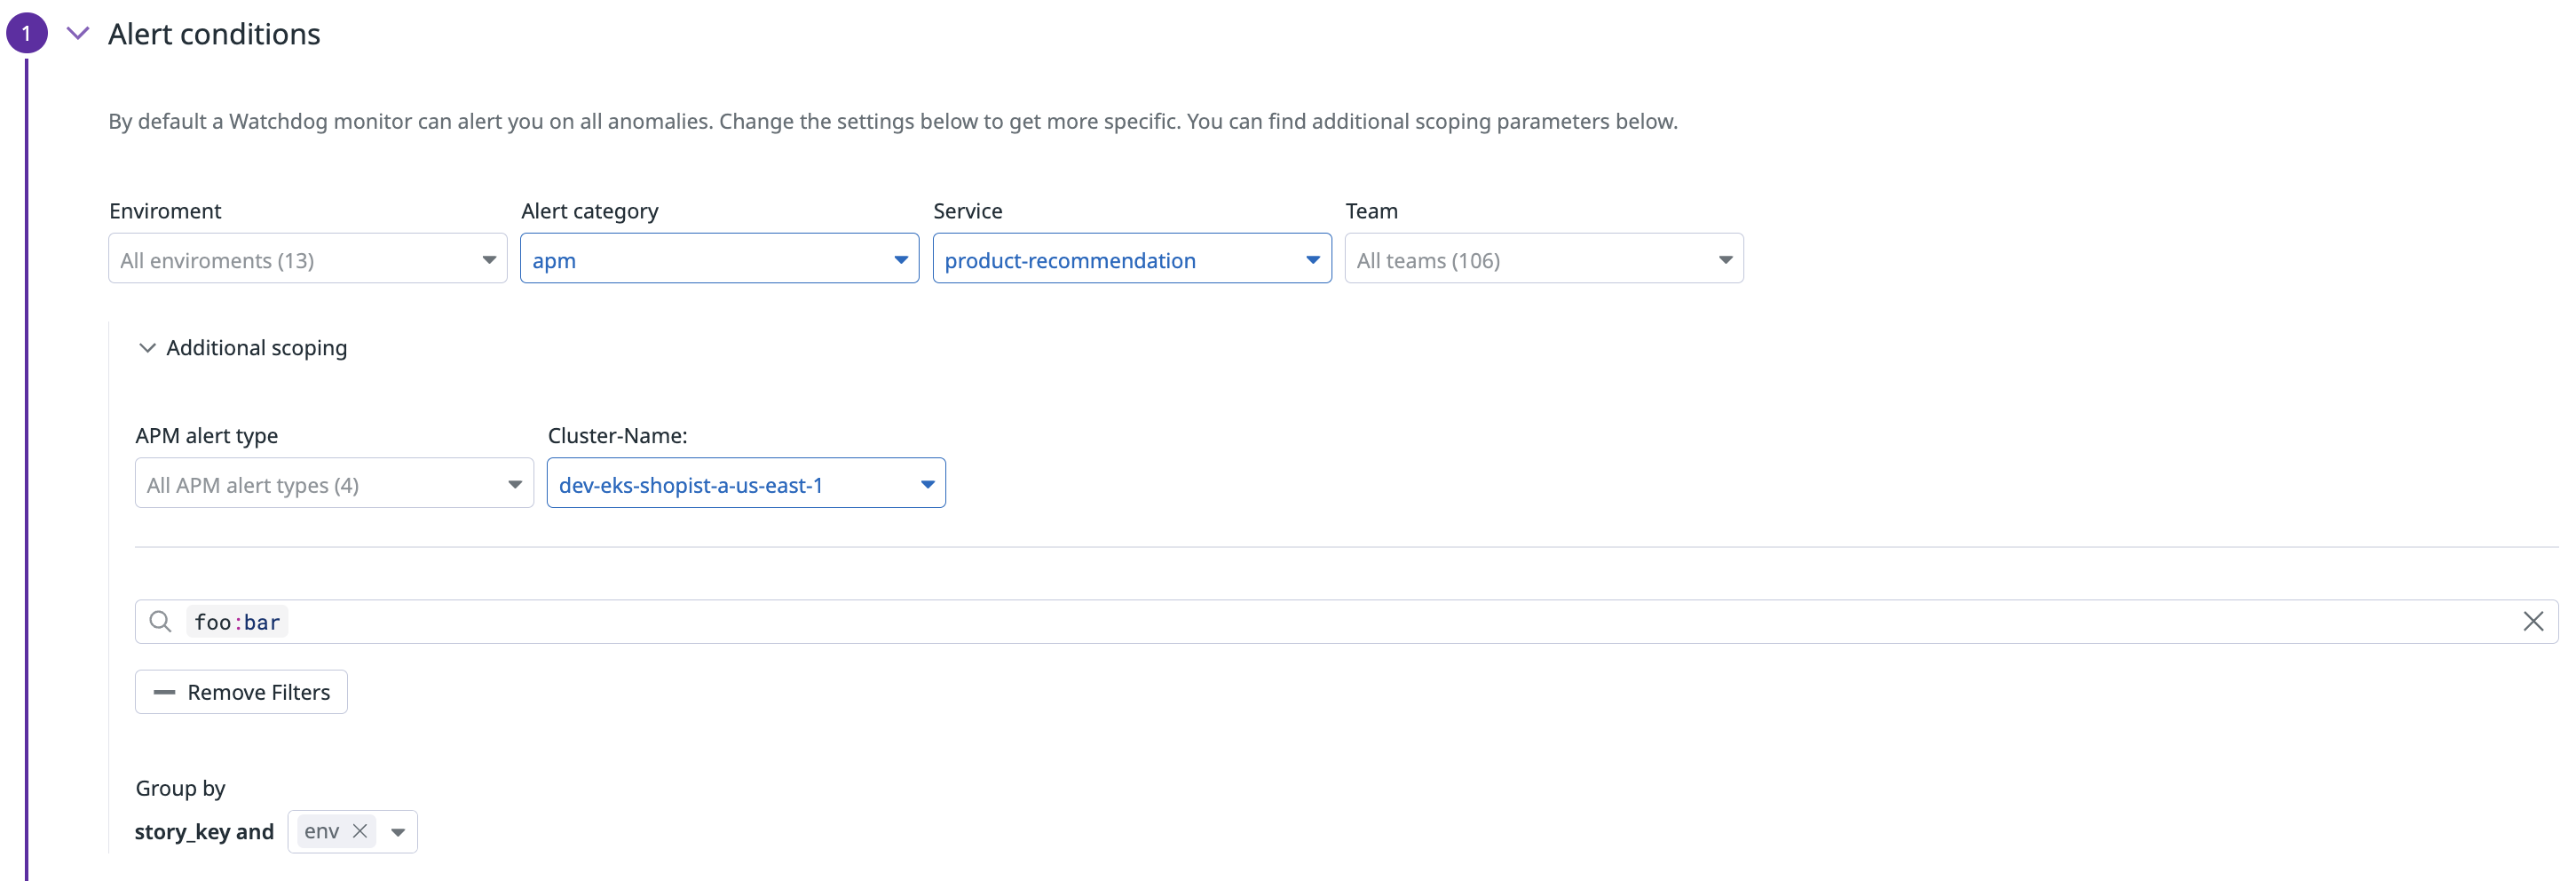 1 Alert conditions
By default a Watchdog monitor can alert you on all anomalies. Change the settings below to get more specific. You can find additional scoping parameters below.
Enviroment Alert category Service Team
All enviroments (13) apm product-recommendation All teams (106)
Additional scoping
APM alert type Cluster-Name:
All APM alert types (4) dev-eks-shopist-a-us-east-1
foo:bar
Remove Filters
Group by
story_key and env